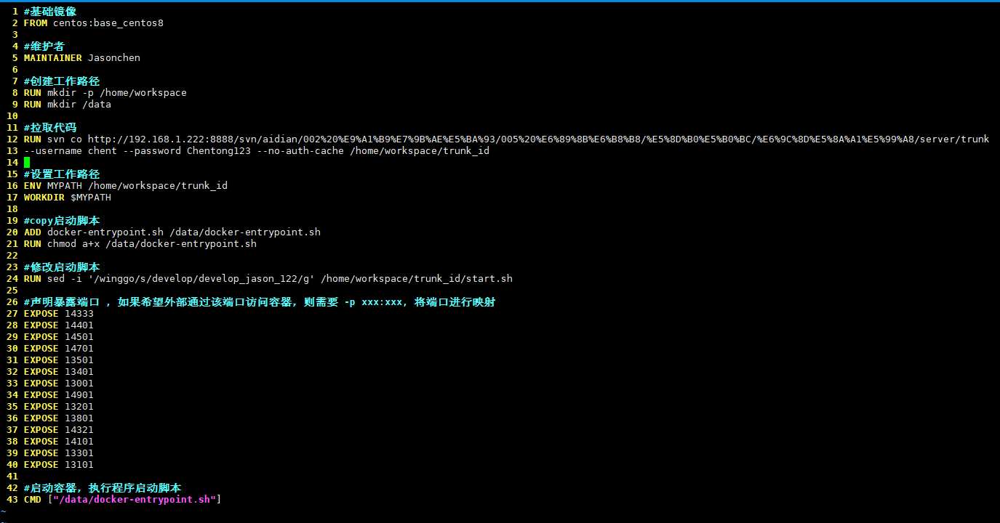 1 #基础镜像
2 FROM centos:base_centos8
3
4 #维护者
5 MAINTAINER Jasonchen
6
7 #创建工作路径
8 RUN mkdir -p /home/workspace
9 RUN mkdir /data
10
11 #拉取代码
12 RUN svn co http://192.168.1.222:8888/svn/aidian/002%20%E9%A1%B9%E7%9B%AE%E5%BA%93/005%20%E6%89%8B%E6%B8%B8/%E5%8D%B0%E5%B0%BC/%E6%9C%8D%E5%8A%A1%E5%99%A8/server/trunk
13 --username chent --password Chentong123 --no-auth-cache /home/workspace/trunk_id
14
15 #设置工作路径
16 ENV MYPATH /home/workspace/trunk_id
17 WORKDIR $MYPATH
18
19 #copy启动脚本
20 ADD docker-entrypoint.sh /data/docker-entrypoint.sh
21 RUN chmod a+x /data/docker-entrypoint.sh
22
23 #修改启动脚本
24 RUN sed -i '/winggo/s/develop/develop_jason_122/g' /home/workspace/trunk_id/start.sh
25
26 #声明暴露端口 , 如果希望外部通过该端口访问容器，则需要 -p xxx:xxx，将端口进行映射
27 EXPOSE 14333
28 EXPOSE 14401
29 EXPOSE 14501
30 EXPOSE 14701
31 EXPOSE 13501
32 EXPOSE 13401
33 EXPOSE 13001
34 EXPOSE 14901
35 EXPOSE 13201
36 EXPOSE 13801
37 EXPOSE 14321
38 EXPOSE 14101
39 EXPOSE 13301
40 EXPOSE 13101
41
42 #启动容器，执行程序启动脚本
43 CMD ["/data/docker-entrypoint.sh"]
~
~